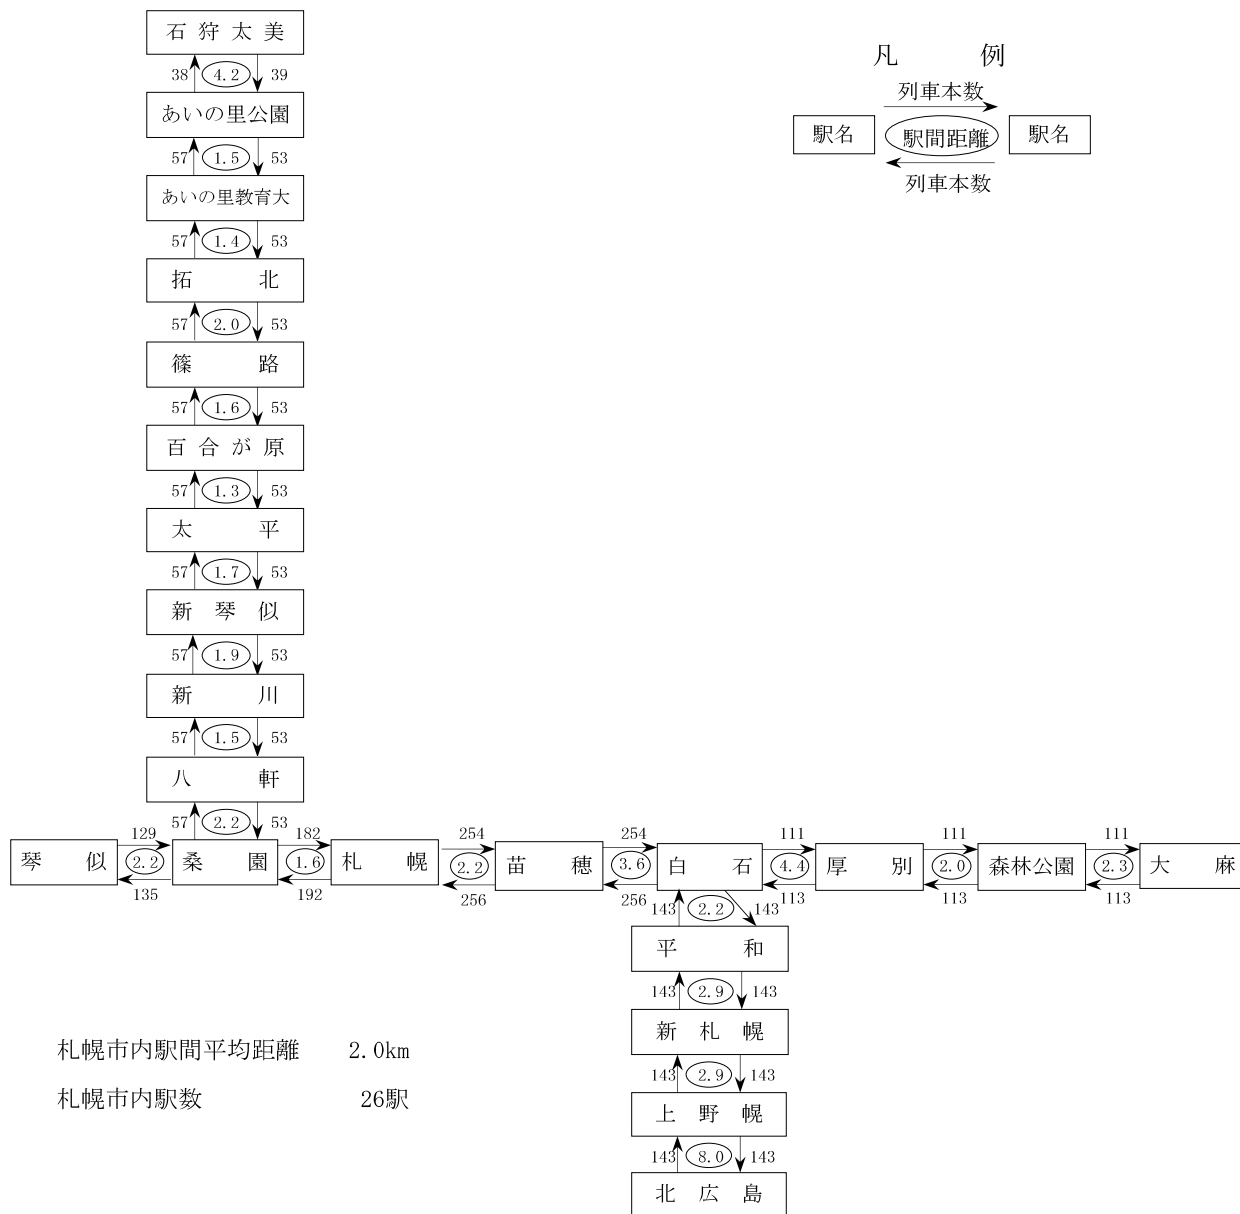 石狩太美
38 4.2 39
あいの里公園
57 1.5 53
あいの里教育大
57 1.4 53
拓北
57 2.0 53
篠路
57 1.6 53
百合が原
57 1.3 53
太平
57 1.7 53
新琴似
57 1.9 53
新川
57 1.5 53
八軒
57 2.2 53
凡例
列車本数
駅名 駅間距離 駅名
列車本数
129 182 254 254 111 111 111
琴似 2.2 桑園 1.6 札幌 2.2 苗穂 3.6 白石 4.4 厚別 2.0 森林公園 2.3 大麻
135 192 256 256 113 113 113
143 2.2 143
平和
143 2.9 143
新札幌
143 2.9 143
上野幌
143 8.0 143
北広島
札幌市内駅間平均距離 2.0km
札幌市内駅数 26駅